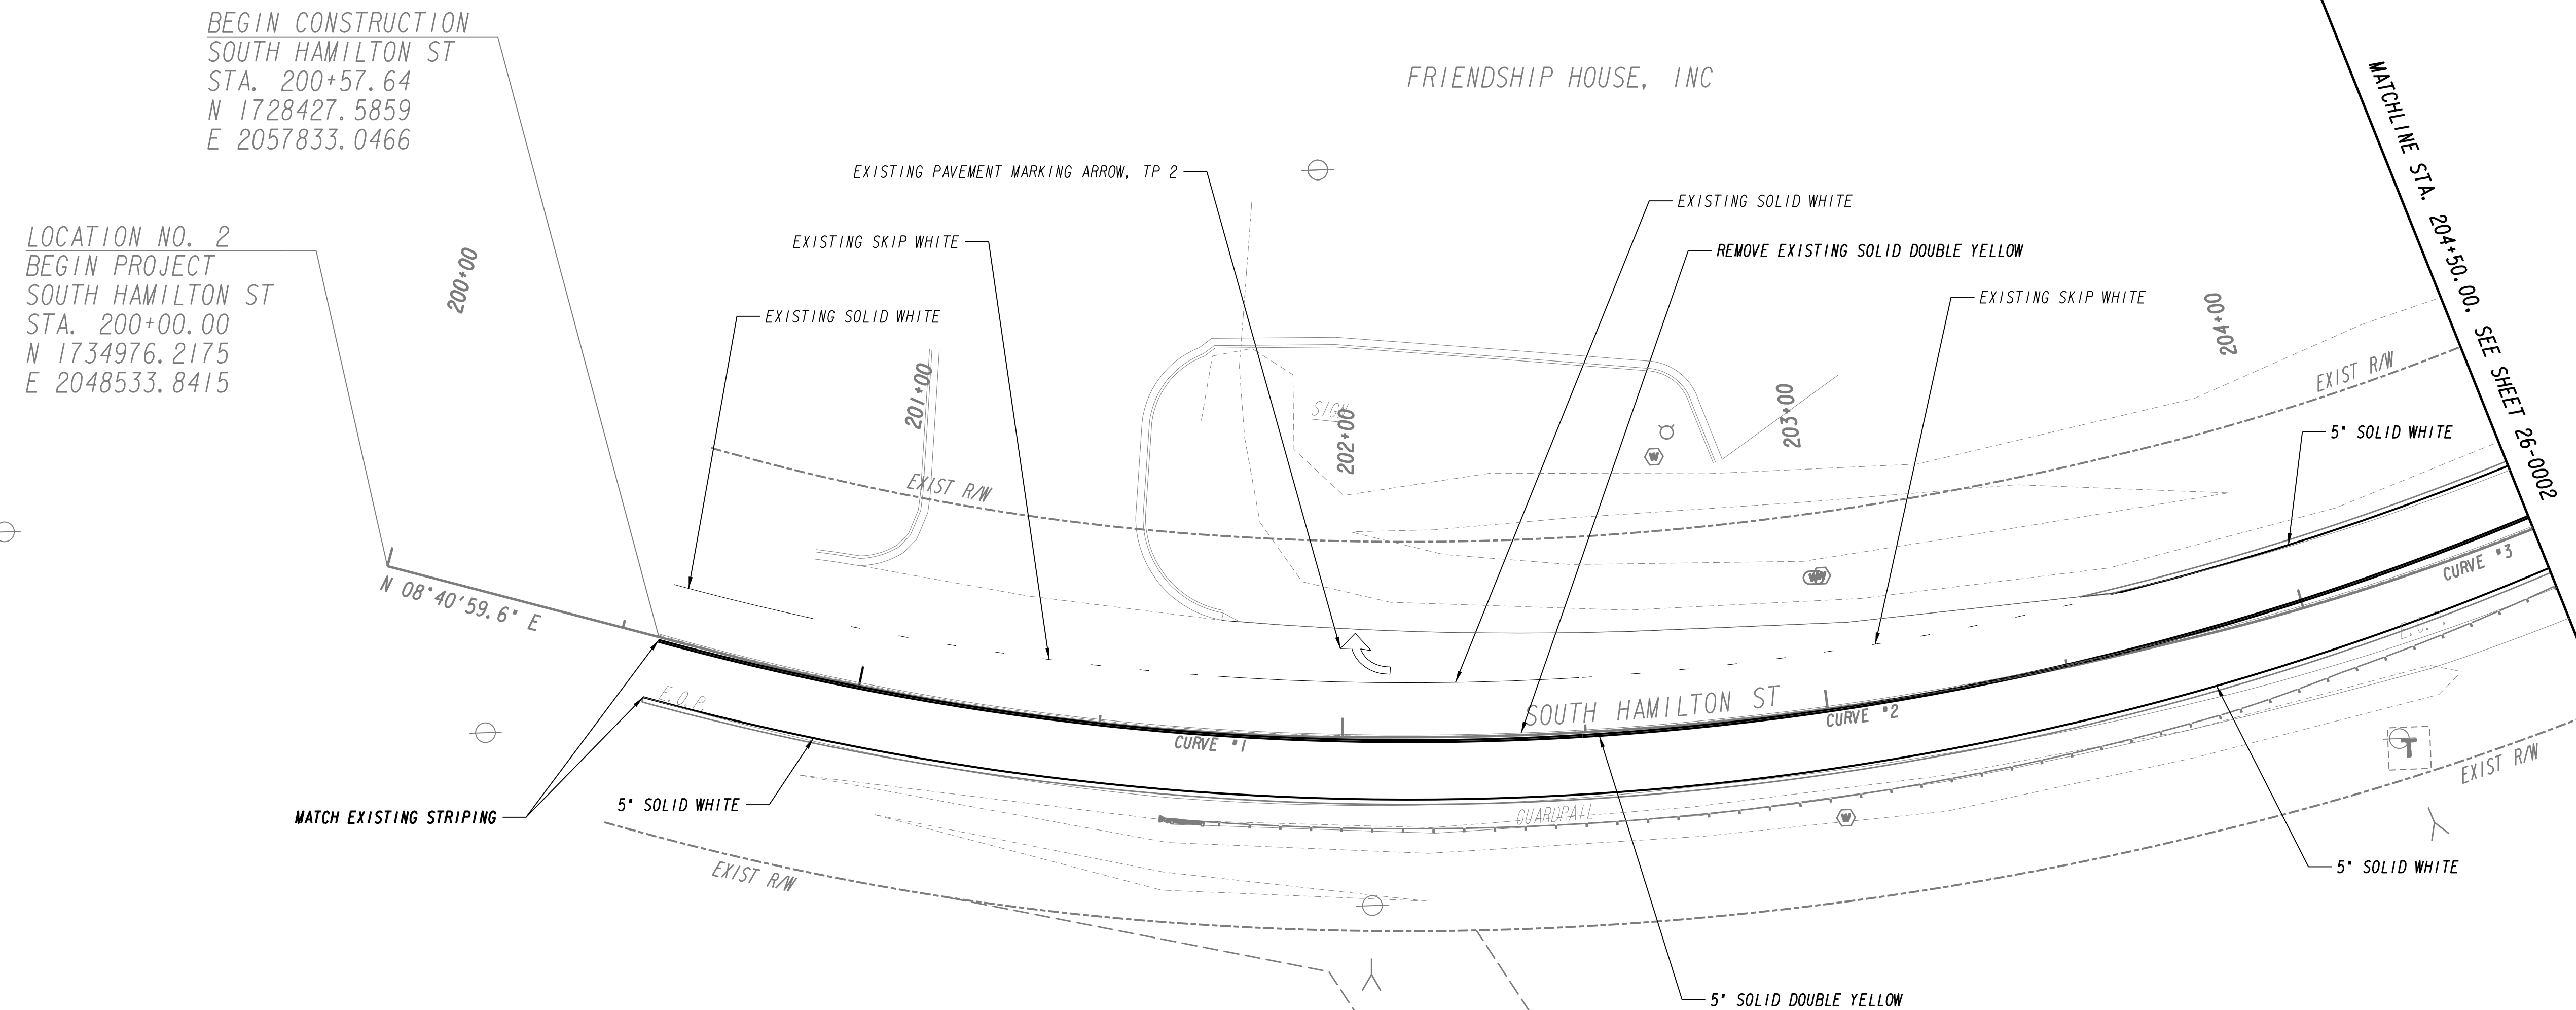 BEGIN CONSTRUCTION
SOUTH HAMILTON ST
STA. 200+57.64
N 1728427.5859
E 2057833.0466
LOCATION NO. 2
BEGIN PROJECT
SOUTH HAMILTON ST
STA. 200+00.00
N 1734976.2175
E 2048533.8415
FRIENDSHIP HOUSE, INC
EXISTING PAVEMENT MARKING ARROW, TP 2
EXISTING SKIP WHITE
EXISTING SOLID WHITE
EXISTING SOLID WHITE
REMOVE EXISTING SOLID DOUBLE YELLOW
EXISTING SKIP WHITE
MATCHLINE STA. 204+50.00, SEE SHEET 26-0002
200+00
201+00
SIGN
202+00
203+00
204+00
EXIST R/W
EXIST R/W
5" SOLID WHITE
W
W
W
N 08°40'59.6" E
E.O.P.
SOUTH HAMILTON ST
CURVE #1
CURVE #2
CURVE #3
E.O.P.
MATCH EXISTING STRIPING
5" SOLID WHITE
GUARDRAIL
W
T
EXIST R/W
EXIST R/W
5" SOLID WHITE
5" SOLID DOUBLE YELLOW